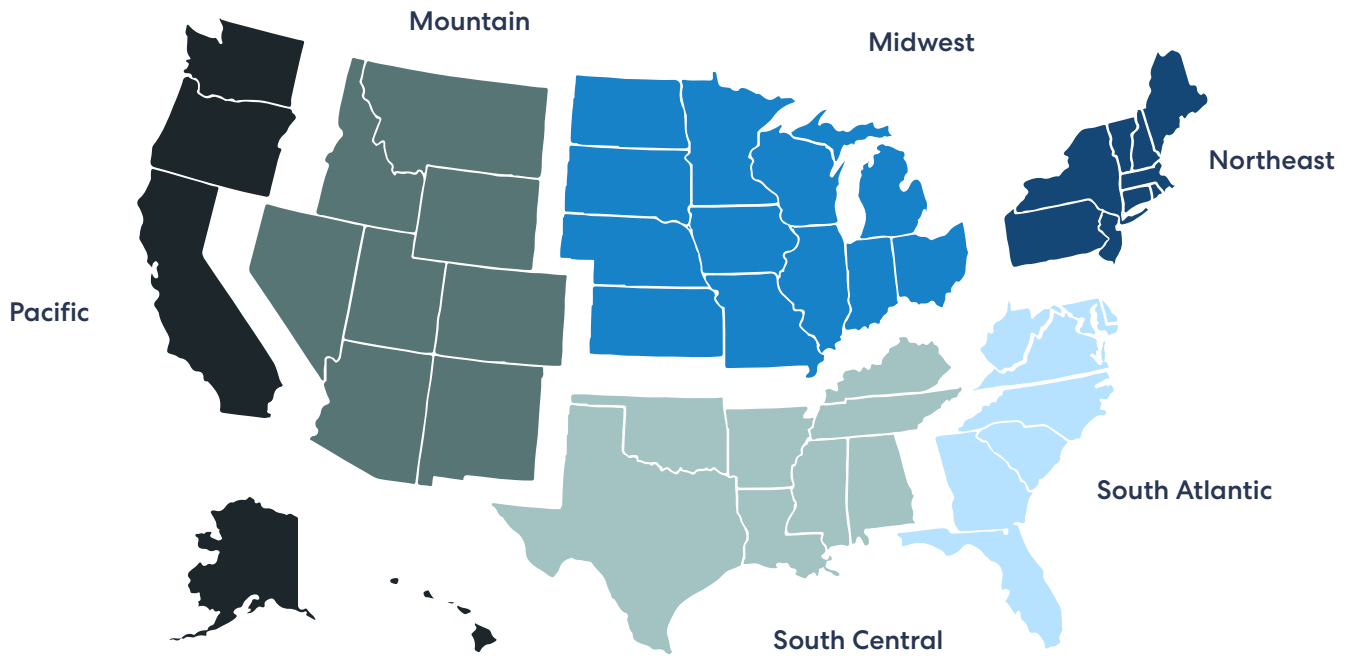 Mountain
Midwest
Northeast
Pacific
South Atlantic
South Central